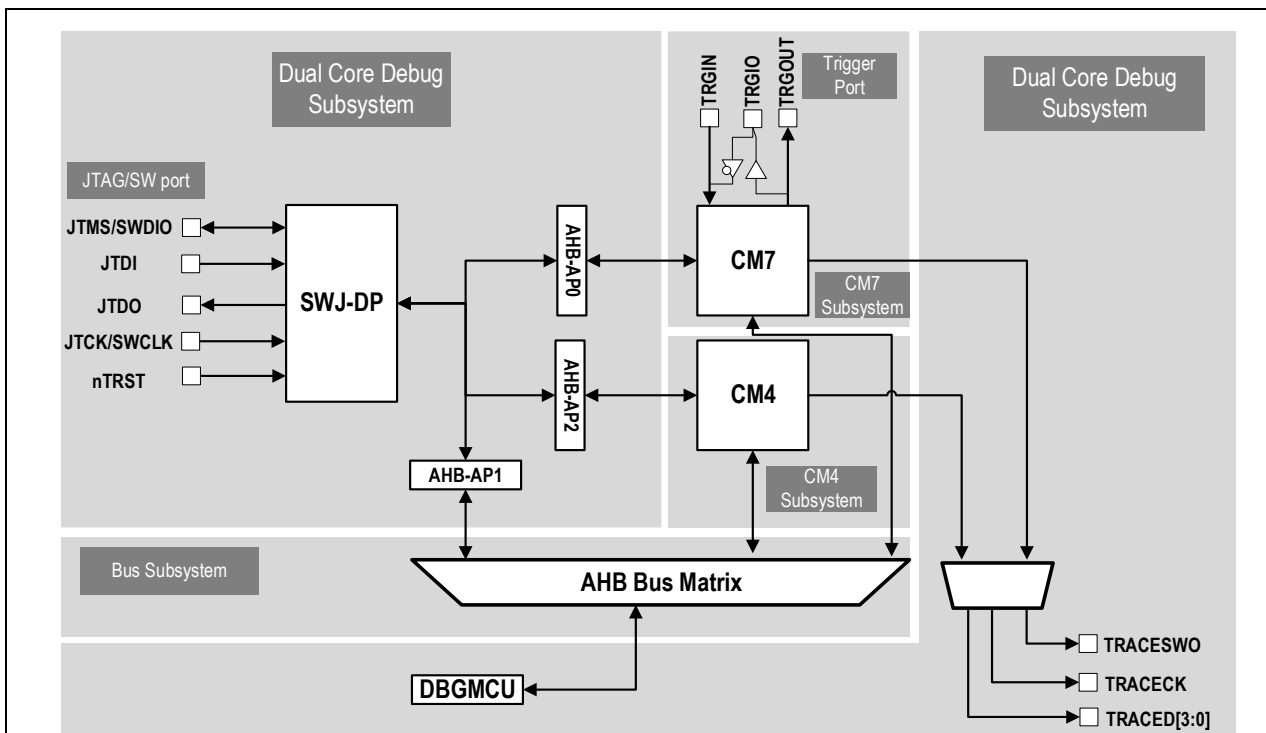 Dual Core Debug
Subsystem
JTAG/SW port
JTMS/SWDIO
JTDI
JTDO
JTCK/SWCLK
nTRST
SWJ-DP
AHB-AP0
AHB-AP2
AHB-AP1
TRGIN
TRGIO
TRGOUT
Trigger
Port
CM7
CM7
Subsystem
CM4
CM4
Subsystem
Dual Core Debug
Subsystem
Bus Subsystem
AHB Bus Matrix
DBGMCU
TRACESWO
TRACECK
TRACED[3:0]